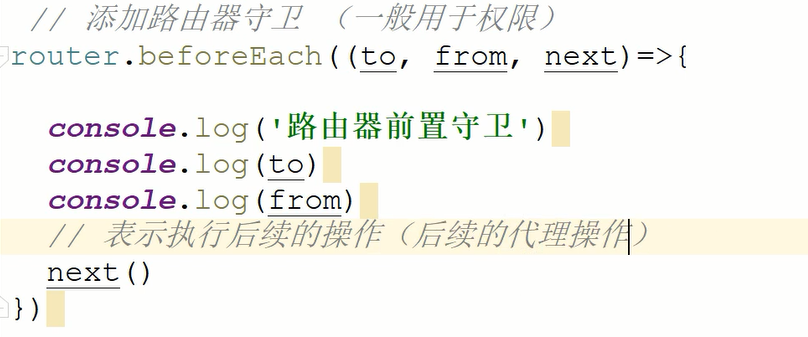 // 添加路由器守卫 （一般用于权限）
router.beforeEach((to, from, next)=>{
console.log('路由器前置守卫')
console.log(to)
console.log(from)
// 表示执行后续的操作（后续的代理操作）
next()
})